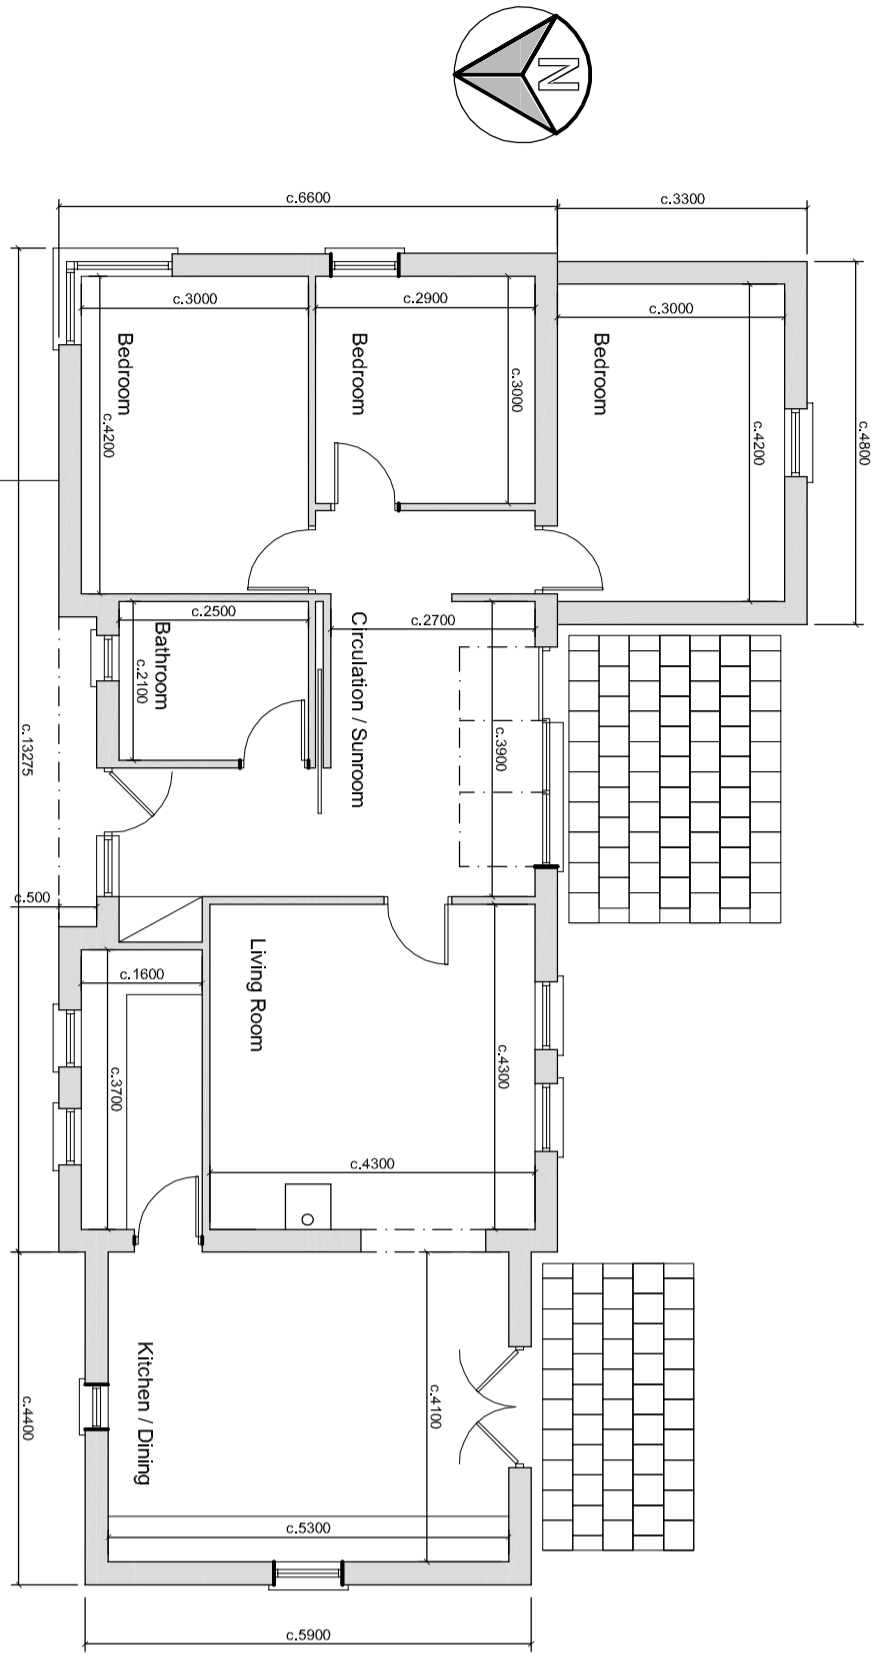 N
c.6600
c.3300
c.3000
c.2900
c.3000
Bedroom
Bedroom
Bedroom
c.4200
c.3000
c.4200
c.4800
c.2500
c.2700
Bathroom
c.2100
Circulation / Sunroom
c.3900
c.13275
c.500
c.1600
Living Room
c.3700
c.4300
c.4300
Kitchen / Dining
c.4100
c.4400
c.5300
c.5900